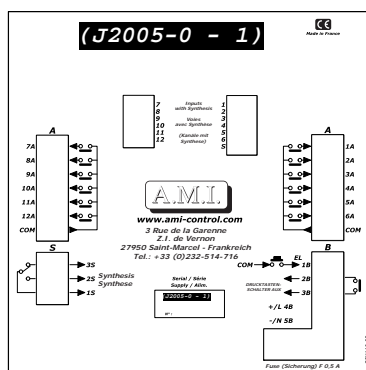 (J2005-0 - 1)
CE
Made in France
7
8
9
10
11
12
Inputs
with Synthesis
Voies
avec Synthèse
(Kanäle mit
Synthese)
1
2
3
4
5
6
S
A
7A
8A
9A
10A
11A
12A
COM
A
1A
2A
3A
4A
5A
6A
COM
A.M.I.
www.ami-control.com
3 Rue de la Garenne
Z.I. de Vernon
27950 Saint-Marcel - Frankreich
Tel.: +33 (0)232-514-716
S
3S
2S
1S
Synthesis
Synthese
Serial / Série
Supply / Alim.
(J2005-0 - 1)
N° :
B
COM
EL
1B
2B
3B
DRUCKTASTEN-
SCHALTER AUS
+/L 4B
-/N 5B
Fuse (Sicherung) F 0,5 A